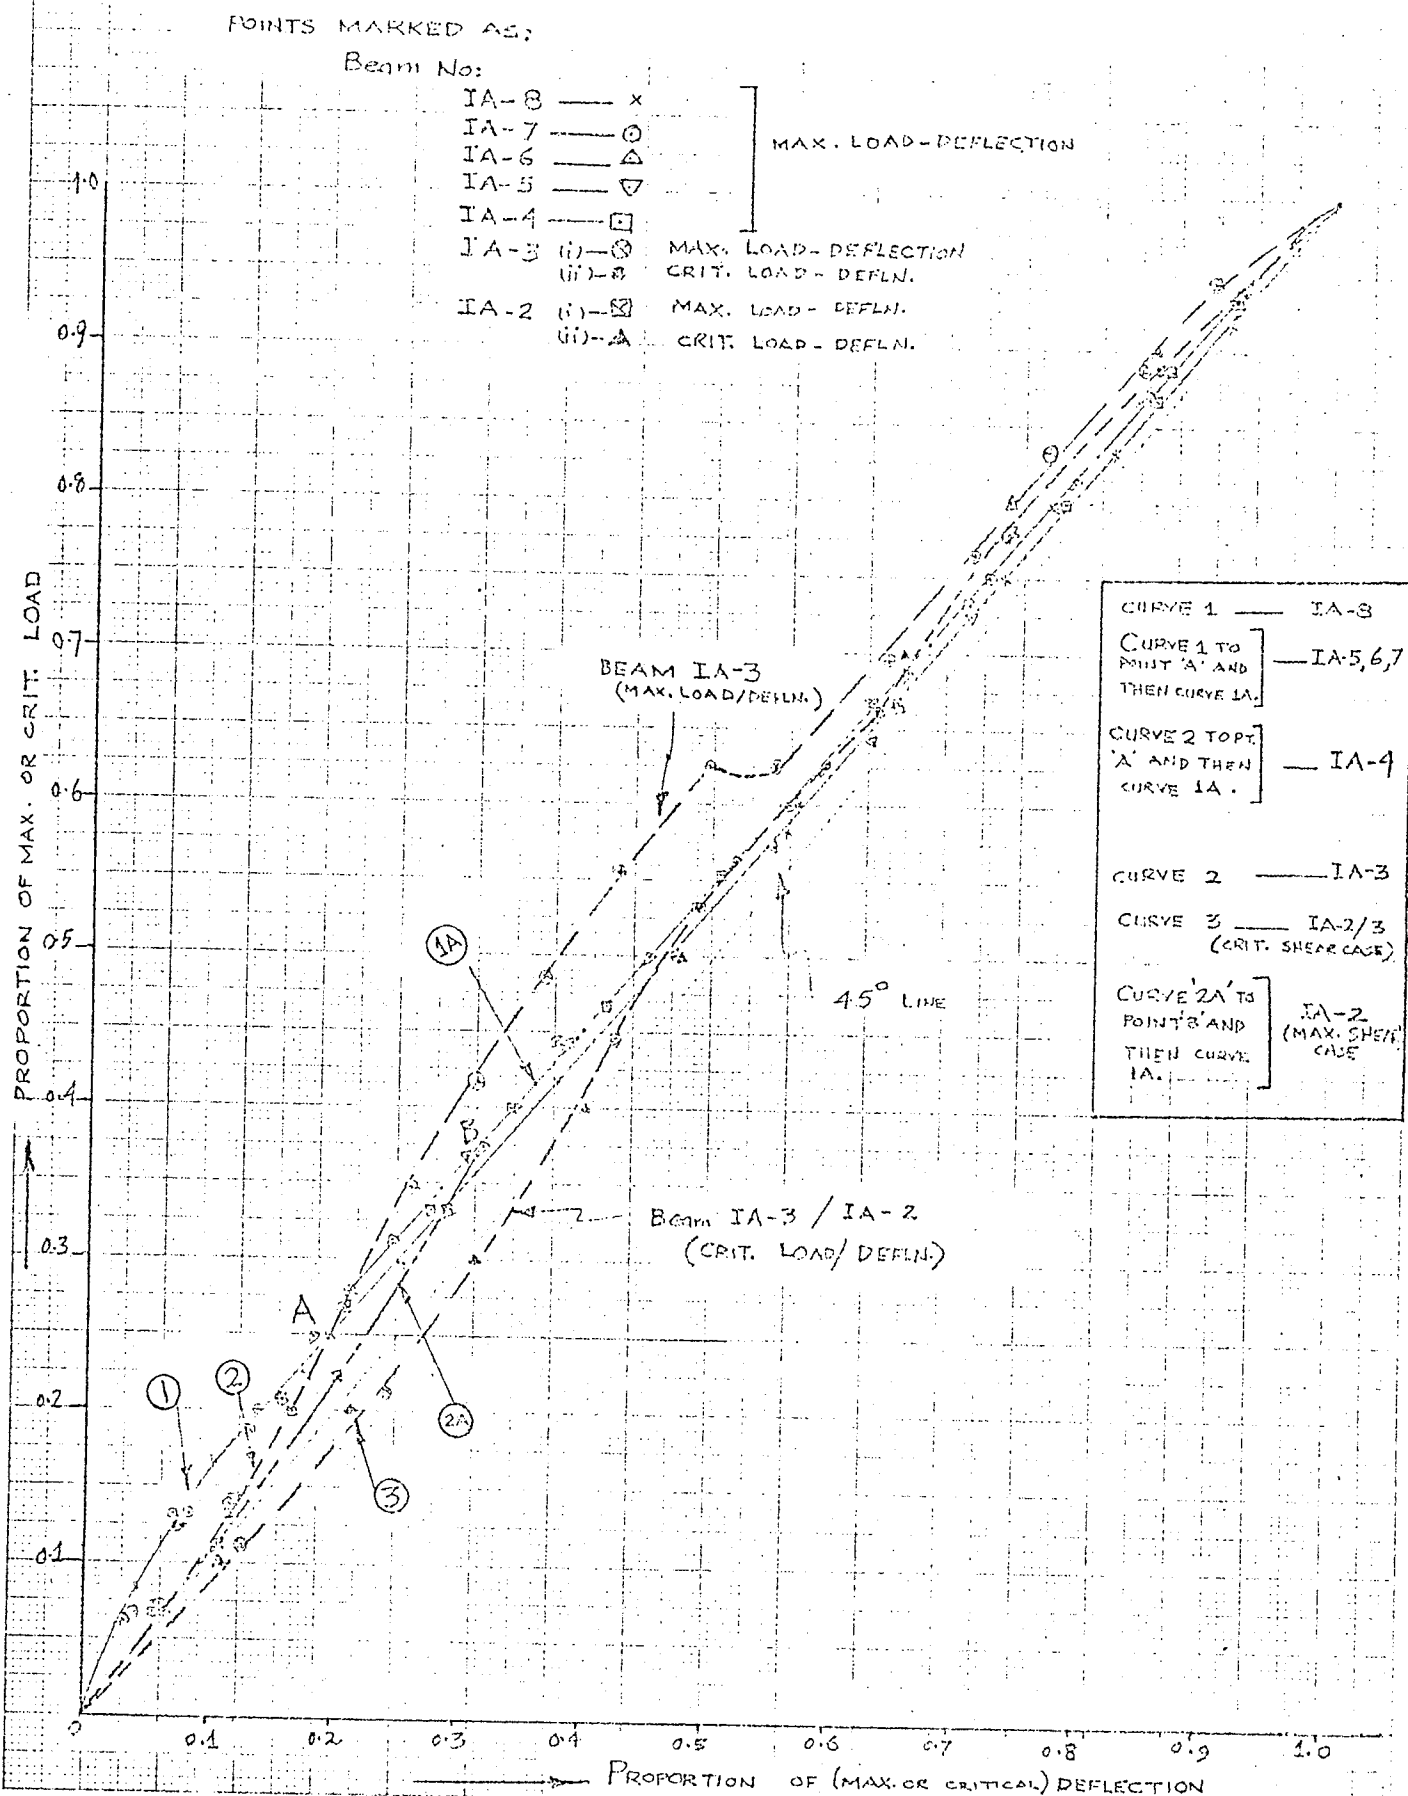 POINTS MARKED AS:
Beam No:
IA-8 —— x
IA-7 —— ⊙
IA-6 —— △
IA-5 —— ▽
IA-4 —— ⊡
MAX. LOAD-DEFLECTION
IA-3 (i)—⊗ MAX. LOAD-DEFLECTION
(ii)— CRIT. LOAD - DEFLN.
IA-2 (i)—⊠ MAX. LOAD - DEFLN.
(ii)-- CRIT. LOAD - DEFLN.
1.0
0.9
0.8
0.7
0.6
0.5
0.4
0.3
0.2
0.1
0
PROPORTION OF MAX. OR CRIT. LOAD
BEAM IA-3
(MAX. LOAD/DEFLN.)
1A
45° LINE
B
A
Beam IA-3 / IA-2
(CRIT. LOAD/ DEFLN.)
1
2
2A
3
CURVE 1 —— IA-8
CURVE 1 TO
POINT 'A' AND
THEN CURVE 1A.
— IA-5,6,7
CURVE 2 TO PT.
'A' AND THEN
CURVE 1A.
— IA-4
CURVE 2 —— IA-3
CURVE 3 —— IA-2/3
(CRIT. SHEAR CASE)
CURVE '2A' TO
POINT 'B' AND
THEN CURVE
1A.
IA-2
(MAX. SHEAR
CASE
0.1 0.2 0.3 0.4 0.5 0.6 0.7 0.8 0.9 1.0
PROPORTION OF (MAX. OR CRITICAL) DEFLECTION